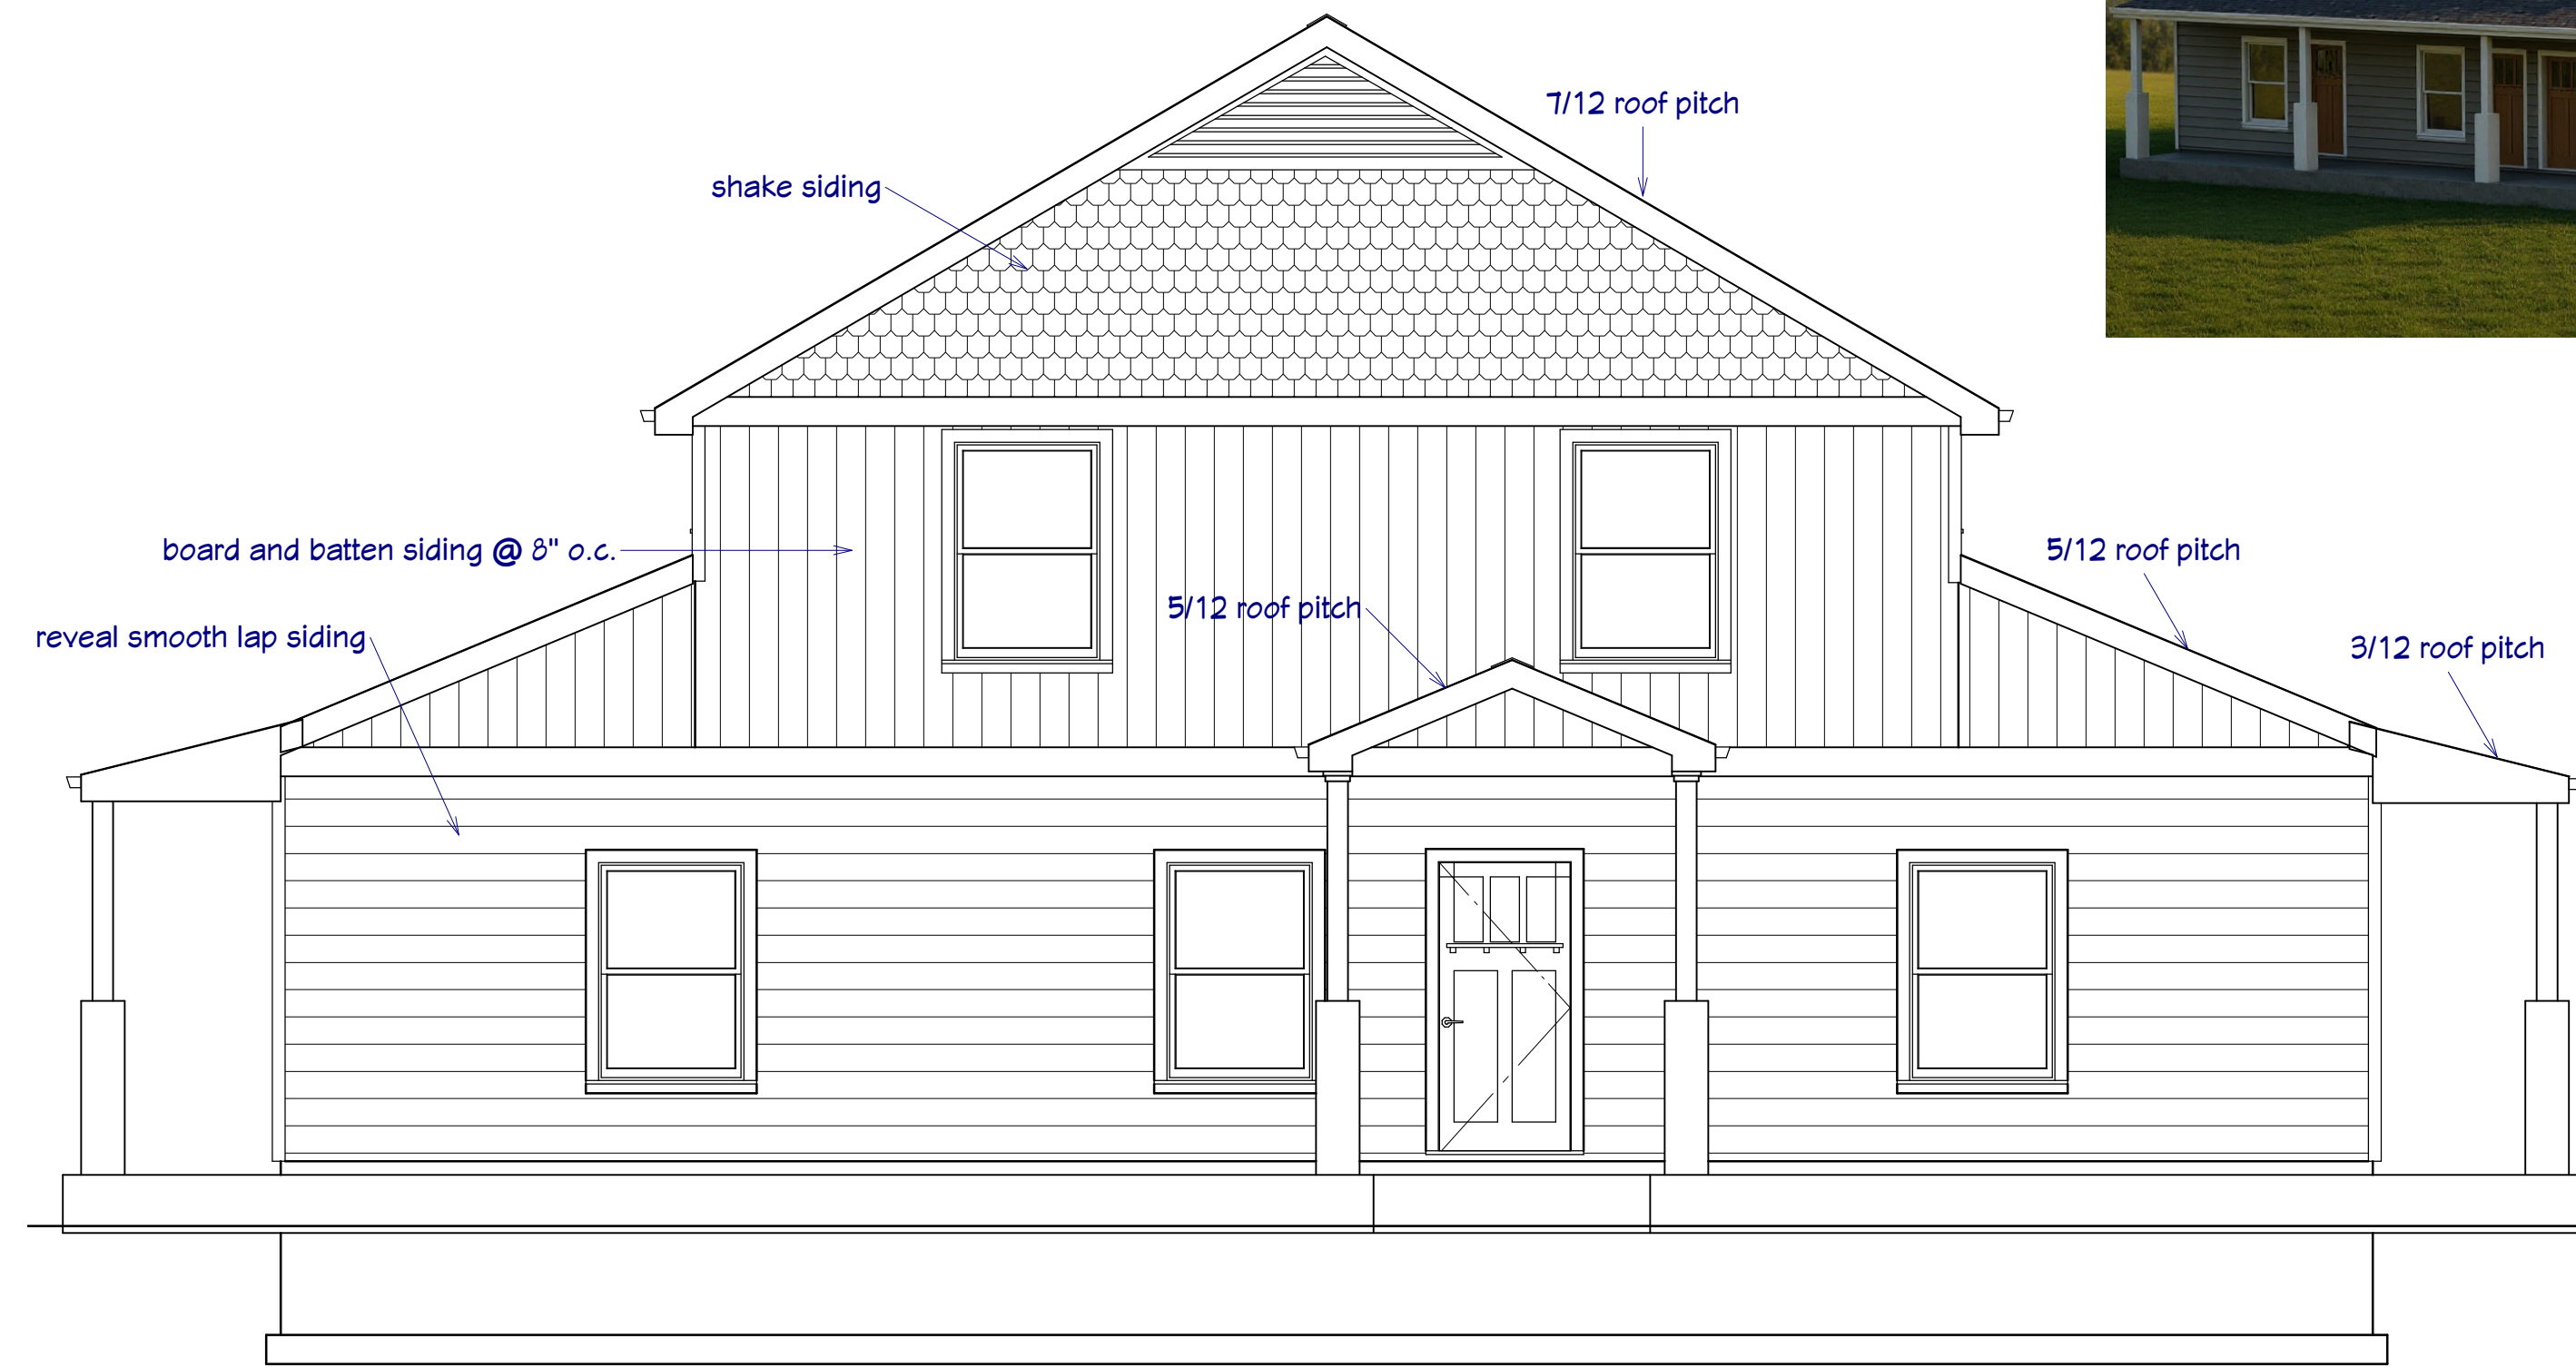 7/12 roof pitch
shake siding
board and batten siding @ 8" o.c.
5/12 roof pitch
5/12 roof pitch
reveal smooth lap siding
3/12 roof pitch